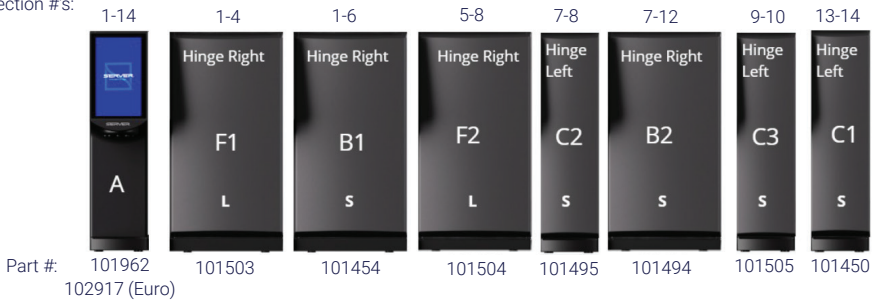 ection #'s:
1-14 1-4 1-6 5-8 7-8 7-12 9-10 13-14
Hinge Right Hinge Right Hinge Right Hinge Left Hinge Right Hinge Left Hinge Left
SERVER
SERVER
F1 B1 F2 C2 B2 C3 C1
A
L S L S S S S
Part #: 101962 101503 101454 101504 101495 101494 101505 101450
102917 (Euro)